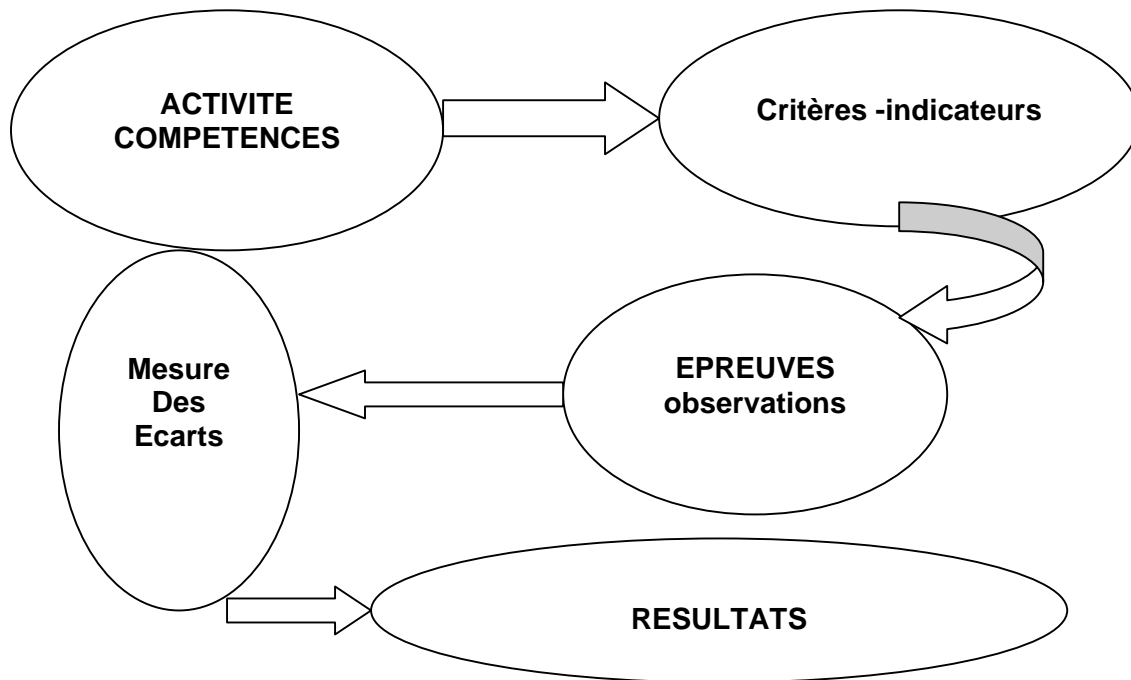 ACTIVITE
COMPETENCES
Critères -indicateurs
EPREUVES
observations
Mesure
Des
Ecarts
RESULTATS